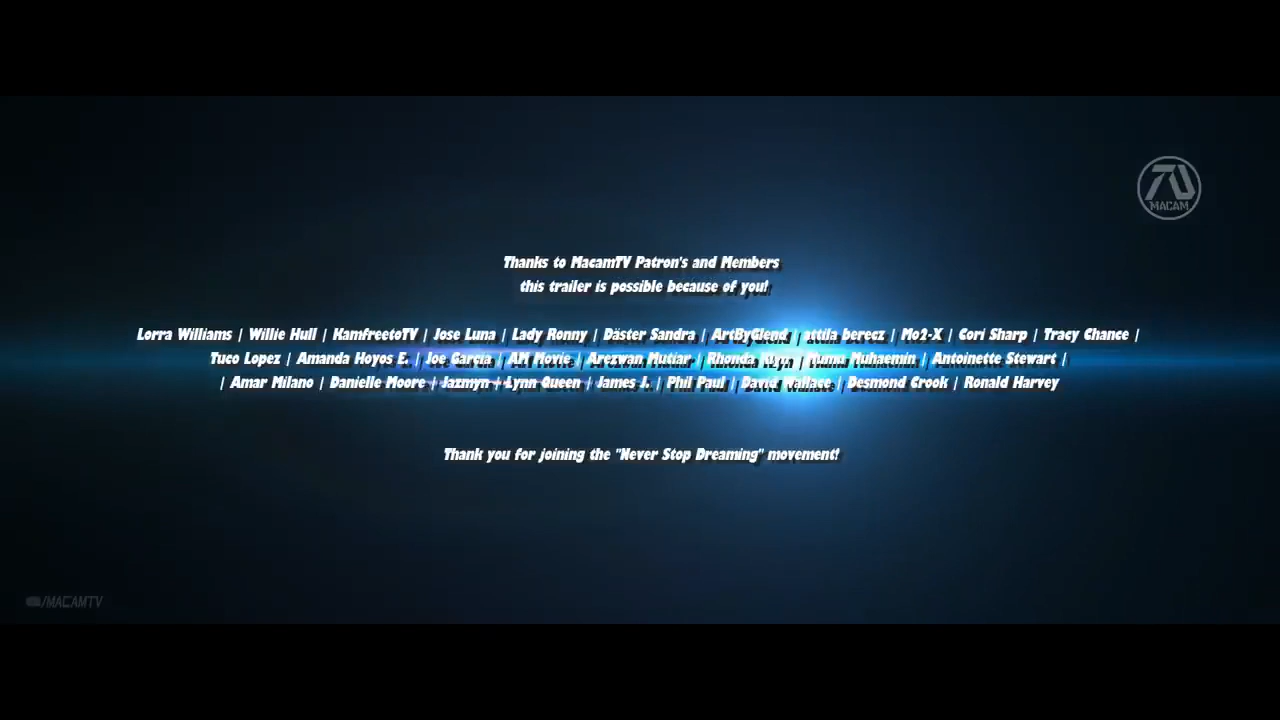 MACAM
Thanks to MacamTV Patron's and Members
this trailer is possible because of you!
Lorra Williams | Willie Hull | KamfreetoTV | Jose Luna | Lady Ronny | Däster Sandra | ArtByGlend | attila berecz | Mo2-X | Cori Sharp | Tracy Chance |
Tuco Lopez | Amanda Hoyos E. | Joe Garcia | AM Movie | Arezwan Mutiar | Rhonda Klyn | Mumu Muhaemin | Antoinette Stewart |
| Amar Milano | Danielle Moore | Jazmyn | Lynn Queen | James J. | Phil Paul | David Wallace | Desmond Crook | Ronald Harvey
Thank you for joining the "Never Stop Dreaming" movement!
/MACAMTV